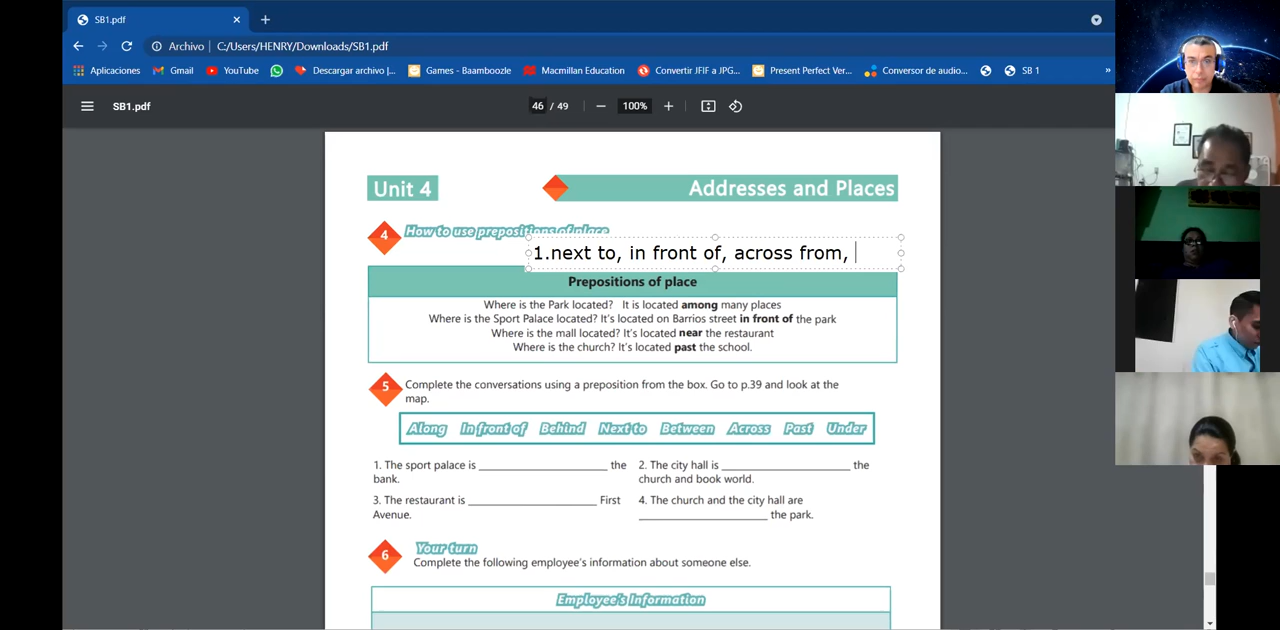 SB1.pdf
Archivo C:/Users/HENRY/Downloads/SB1.pdf
Aplicaciones Gmail YouTube Descargar archivo |... Games - Baamboozle Macmillan Education Convertir JFIF a JPG... Present Perfect Ver... Conversor de audio... SB 1 »
SB1.pdf 46 / 49 100%
Unit 4 Addresses and Places
4 How to use prepositions of place
1.next to, in front of, across from,
Prepositions of place
Where is the Park located? It is located among many places
Where is the Sport Palace located? It's located on Barrios street in front of the park
Where is the mall located? It's located near the restaurant
Where is the church? It's located past the school.
5 Complete the conversations using a preposition from the box. Go to p.39 and look at the
map.
Along In front of Behind Next to Between Across Past Under
1. The sport palace is ____________________ the
bank.
2. The city hall is ____________________ the
church and book world.
3. The restaurant is ____________________ First
Avenue.
4. The church and the city hall are
____________________ the park.
6 Your turn
Complete the following employee's information about someone else.
Employee's Information